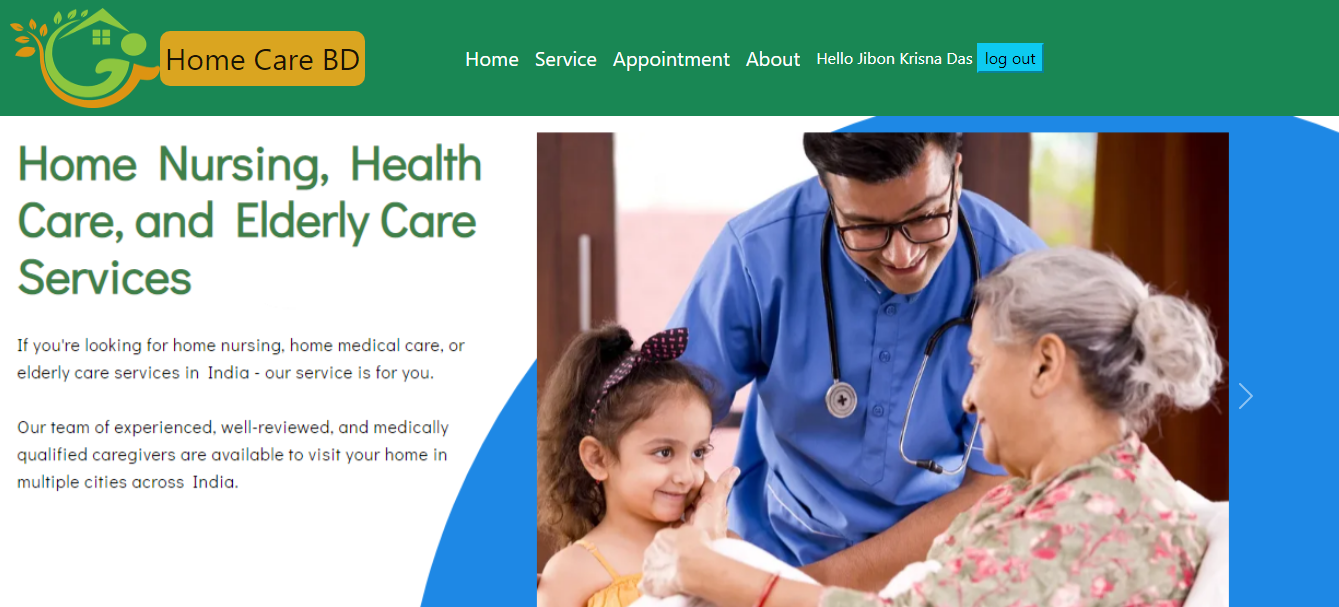 Home Care BD
Home Service Appointment About Hello Jibon Krisna Das log out
Home Nursing, Health
Care, and Elderly Care
Services
If you're looking for home nursing, home medical care, or
elderly care services in India - our service is for you.
Our team of experienced, well-reviewed, and medically
qualified caregivers are available to visit your home in
multiple cities across India.